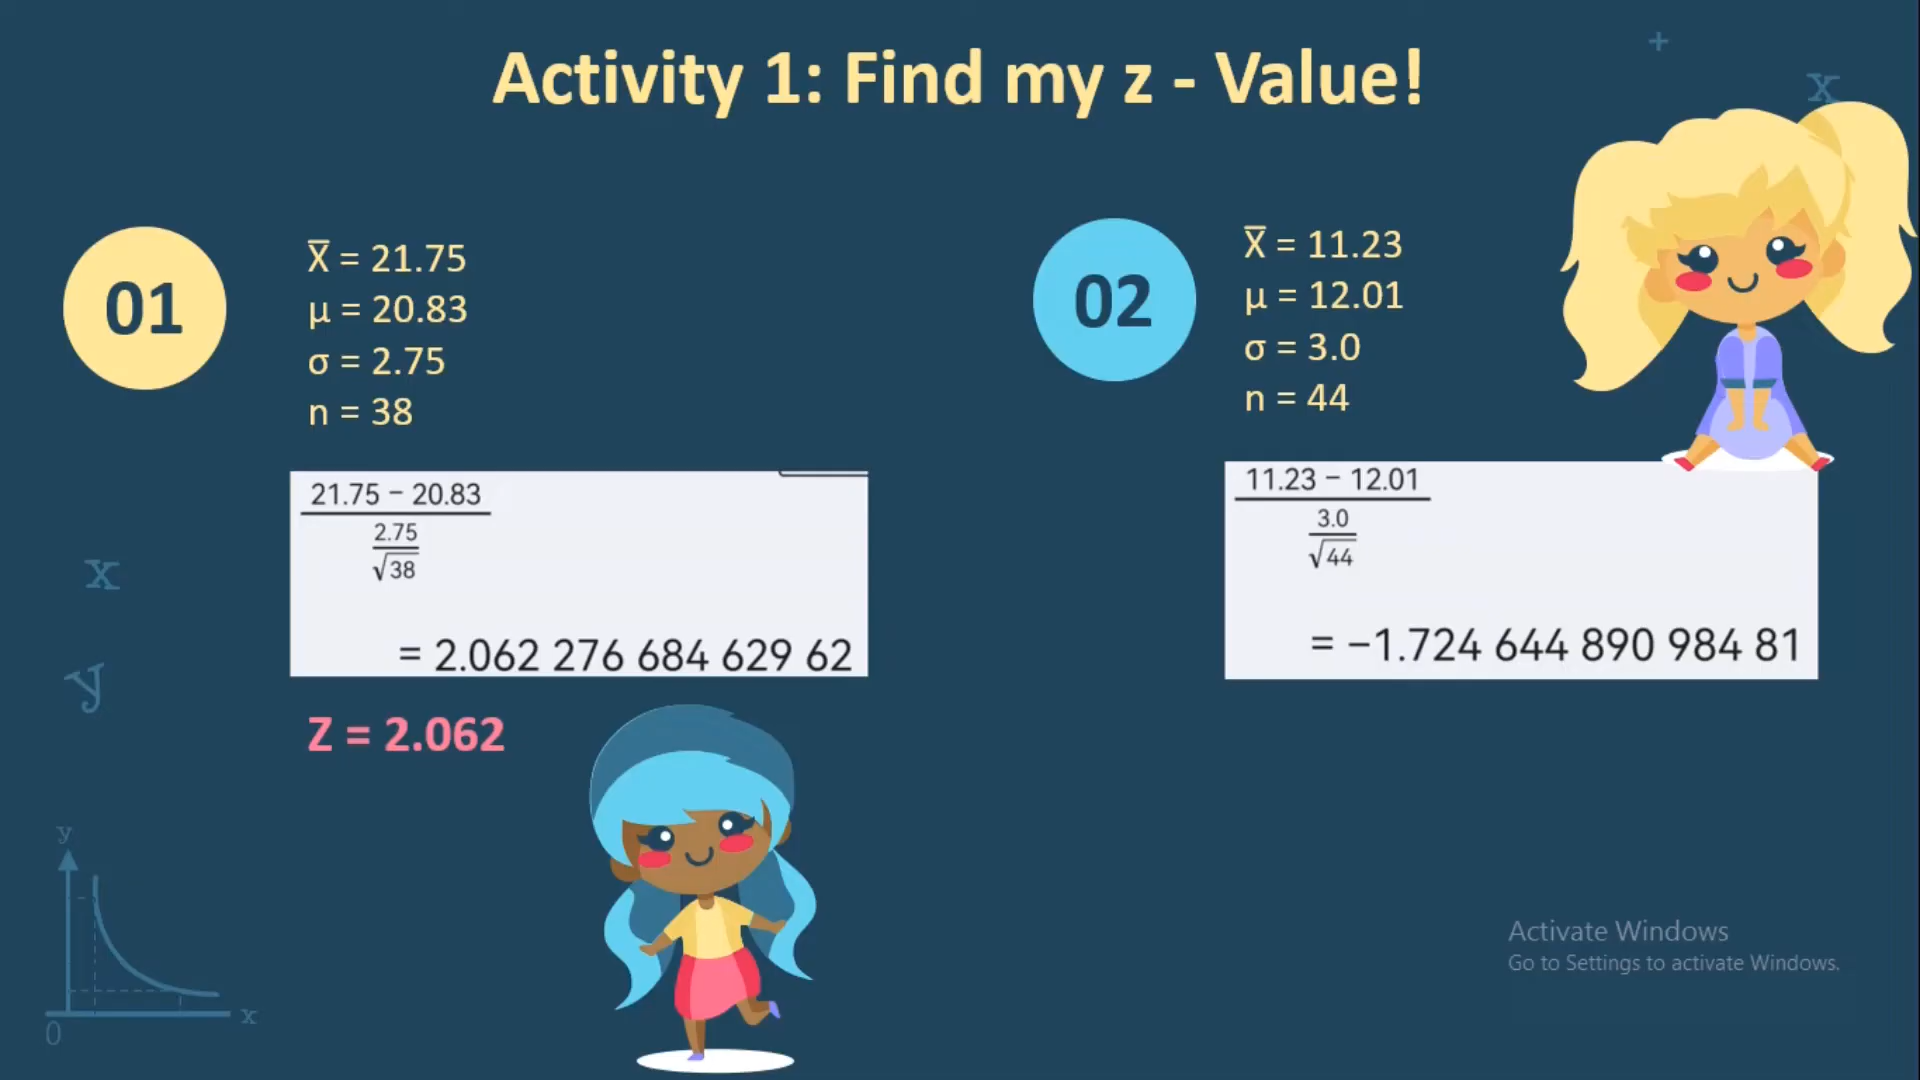 Activity 1: Find my z - Value!
+
x
01
X̅ = 21.75
μ = 20.83
σ = 2.75
n = 38
21.75 − 20.83
2.75
√38
= 2.062 276 684 629 62
Z = 2.062
02
X̅ = 11.23
μ = 12.01
σ = 3.0
n = 44
11.23 − 12.01
3.0
√44
= −1.724 644 890 984 81
x
y
y
x
0
Activate Windows
Go to Settings to activate Windows.